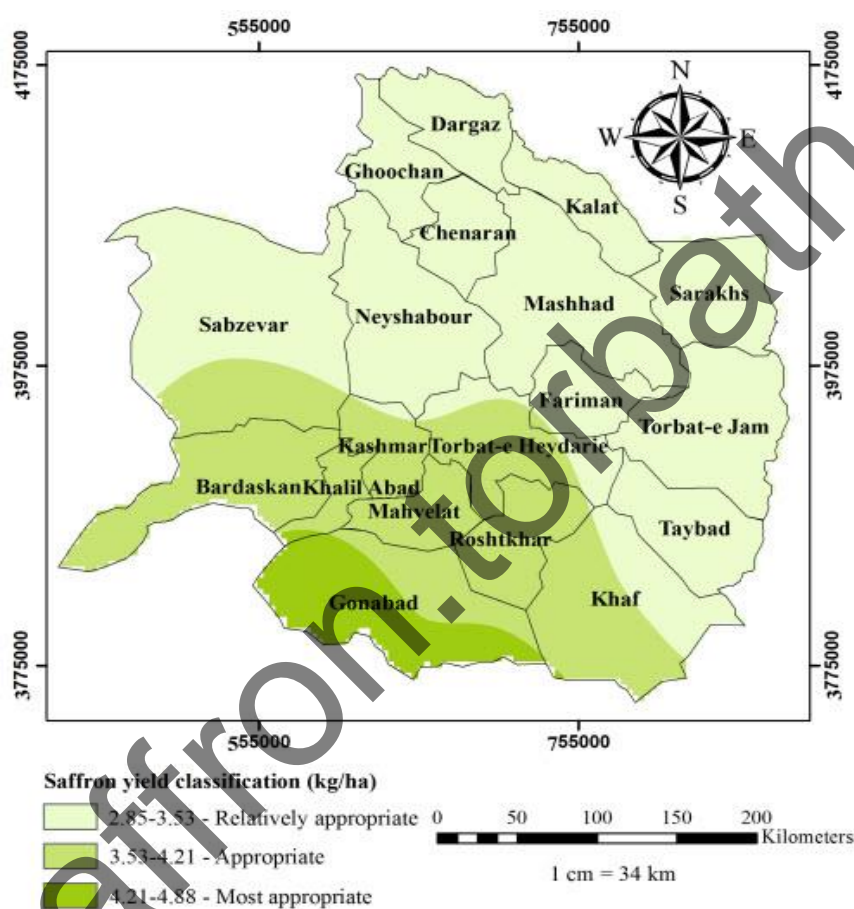 555000 755000
4175000 4175000
N
Dargaz
W E
Ghoochan
S
Kalat
Chenaran
Sarakhs
Mashhad
Neyshabour
Sabzevar
3975000 3975000
Fariman
Torbat-e Jam
Kashmar Torbat-e Heydarie
Bardaskan Khalil Abad
Mahvelat
Taybad
Roshtkhar
Gonabad
Khaf
3775000 3775000
555000 755000
Saffron yield classification (kg/ha)
2.85-3.53 - Relatively appropriate
0 50 100 150 200
Kilometers
3.53-4.21 - Appropriate
1 cm = 34 km
4.21-4.88 - Most appropriate
affron.torbath